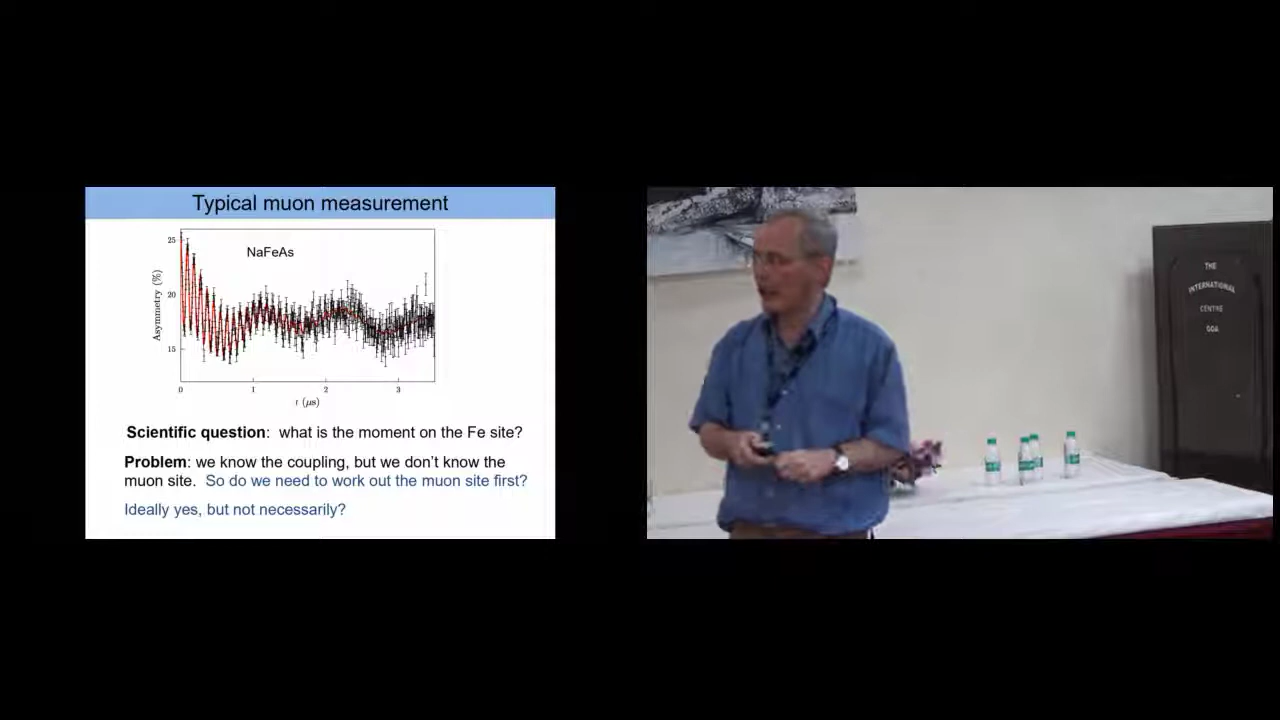 Typical muon measurement
NaFeAs
25
20
15
Asymmetry (%)
0 1 2 3
t (μs)
Scientific question: what is the moment on the Fe site?
Problem: we know the coupling, but we don't know the
muon site. So do we need to work out the muon site first?
Ideally yes, but not necessarily?
THE
INTERNATIONAL
CENTRE
GOA